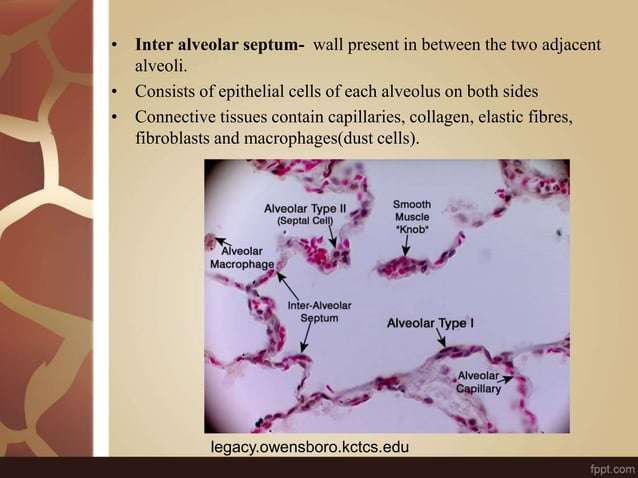 • Inter alveolar septum-  wall present in between the two adjacent
alveoli.
• Consists of epithelial cells of each alveolus on both sides
• Connective tissues contain capillaries, collagen, elastic fibres,
fibroblasts and macrophages(dust cells).
Alveolar Type II
(Septal Cell)
Smooth
Muscle
"Knob"
Alveolar
Macrophage
Inter-Alveolar
Septum
Alveolar Type I
Alveolar
Capillary
legacy.owensboro.kctcs.edu
fppt.com